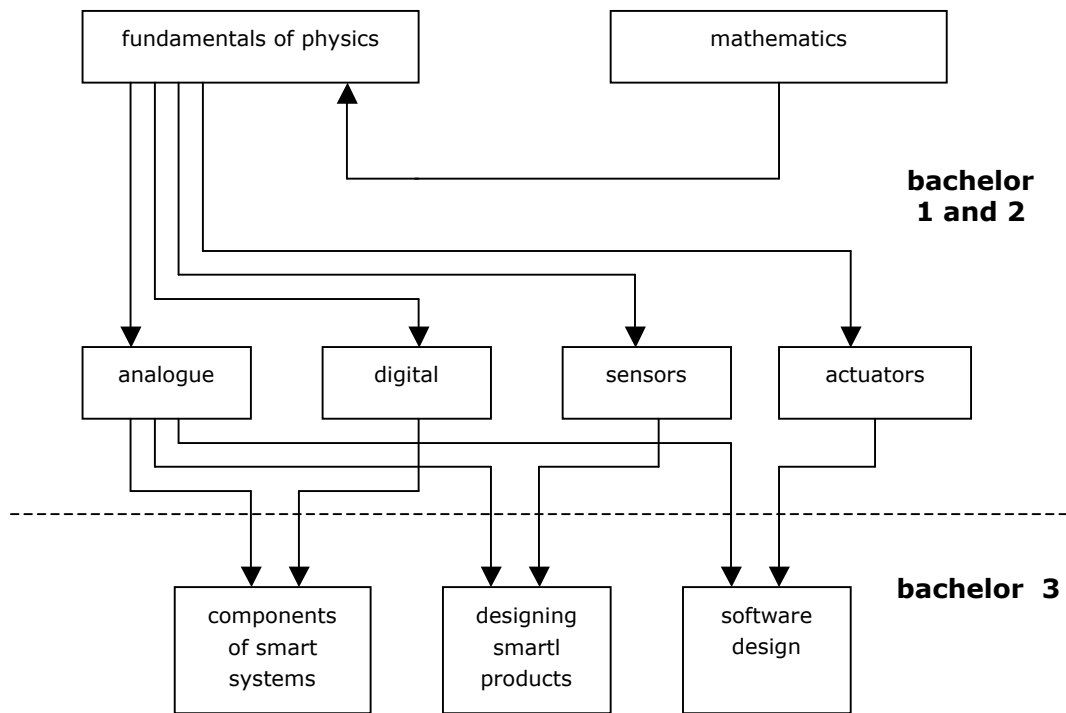 fundamentals of physics
mathematics
bachelor
1 and 2
analogue
digital
sensors
actuators
bachelor 3
components
of smart
systems
designing
smartl
products
software
design